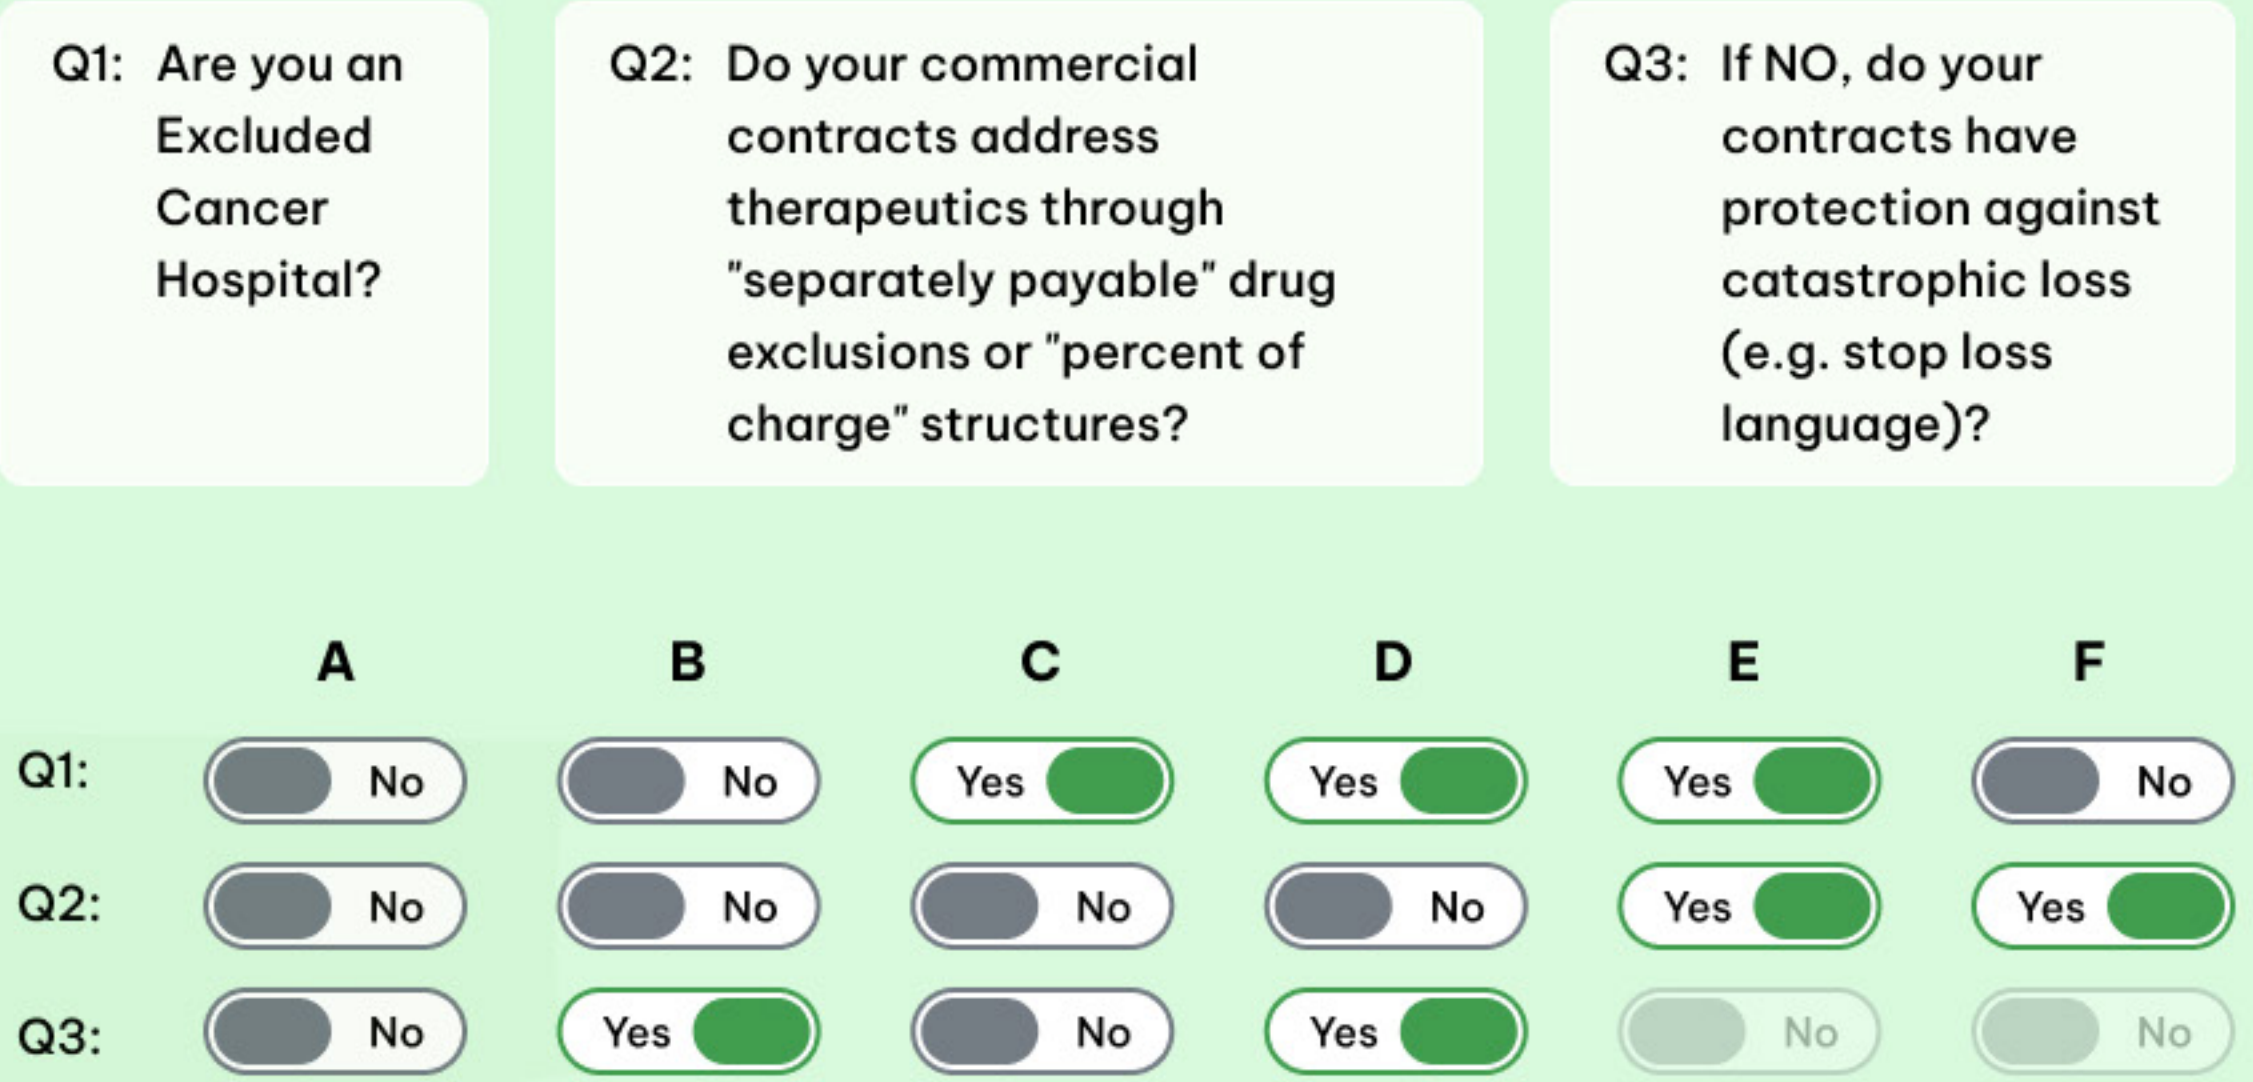 Q1: Are you an
Excluded
Cancer
Hospital?
Q2: Do your commercial
contracts address
therapeutics through
"separately payable" drug
exclusions or "percent of
charge" structures?
Q3: If NO, do your
contracts have
protection against
catastrophic loss
(e.g. stop loss
language)?
A B C D E F
Q1: No No Yes Yes Yes No
Q2: No No No No Yes Yes
Q3: No Yes No Yes No No